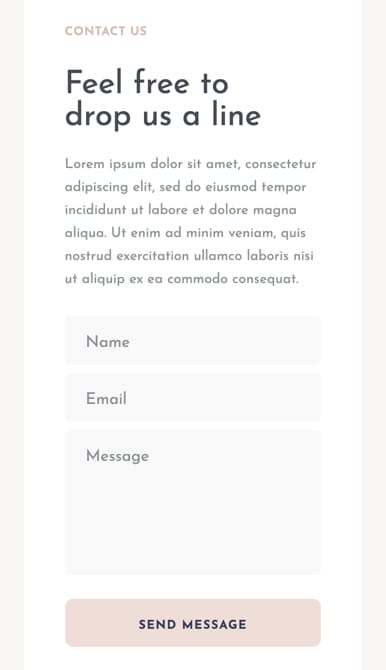 CONTACT US
Feel free to
drop us a line
Lorem ipsum dolor sit amet, consectetur
adipiscing elit, sed do eiusmod tempor
incididunt ut labore et dolore magna
aliqua. Ut enim ad minim veniam, quis
nostrud exercitation ullamco laboris nisi
ut aliquip ex ea commodo consequat.
Name
Email
Message
SEND MESSAGE